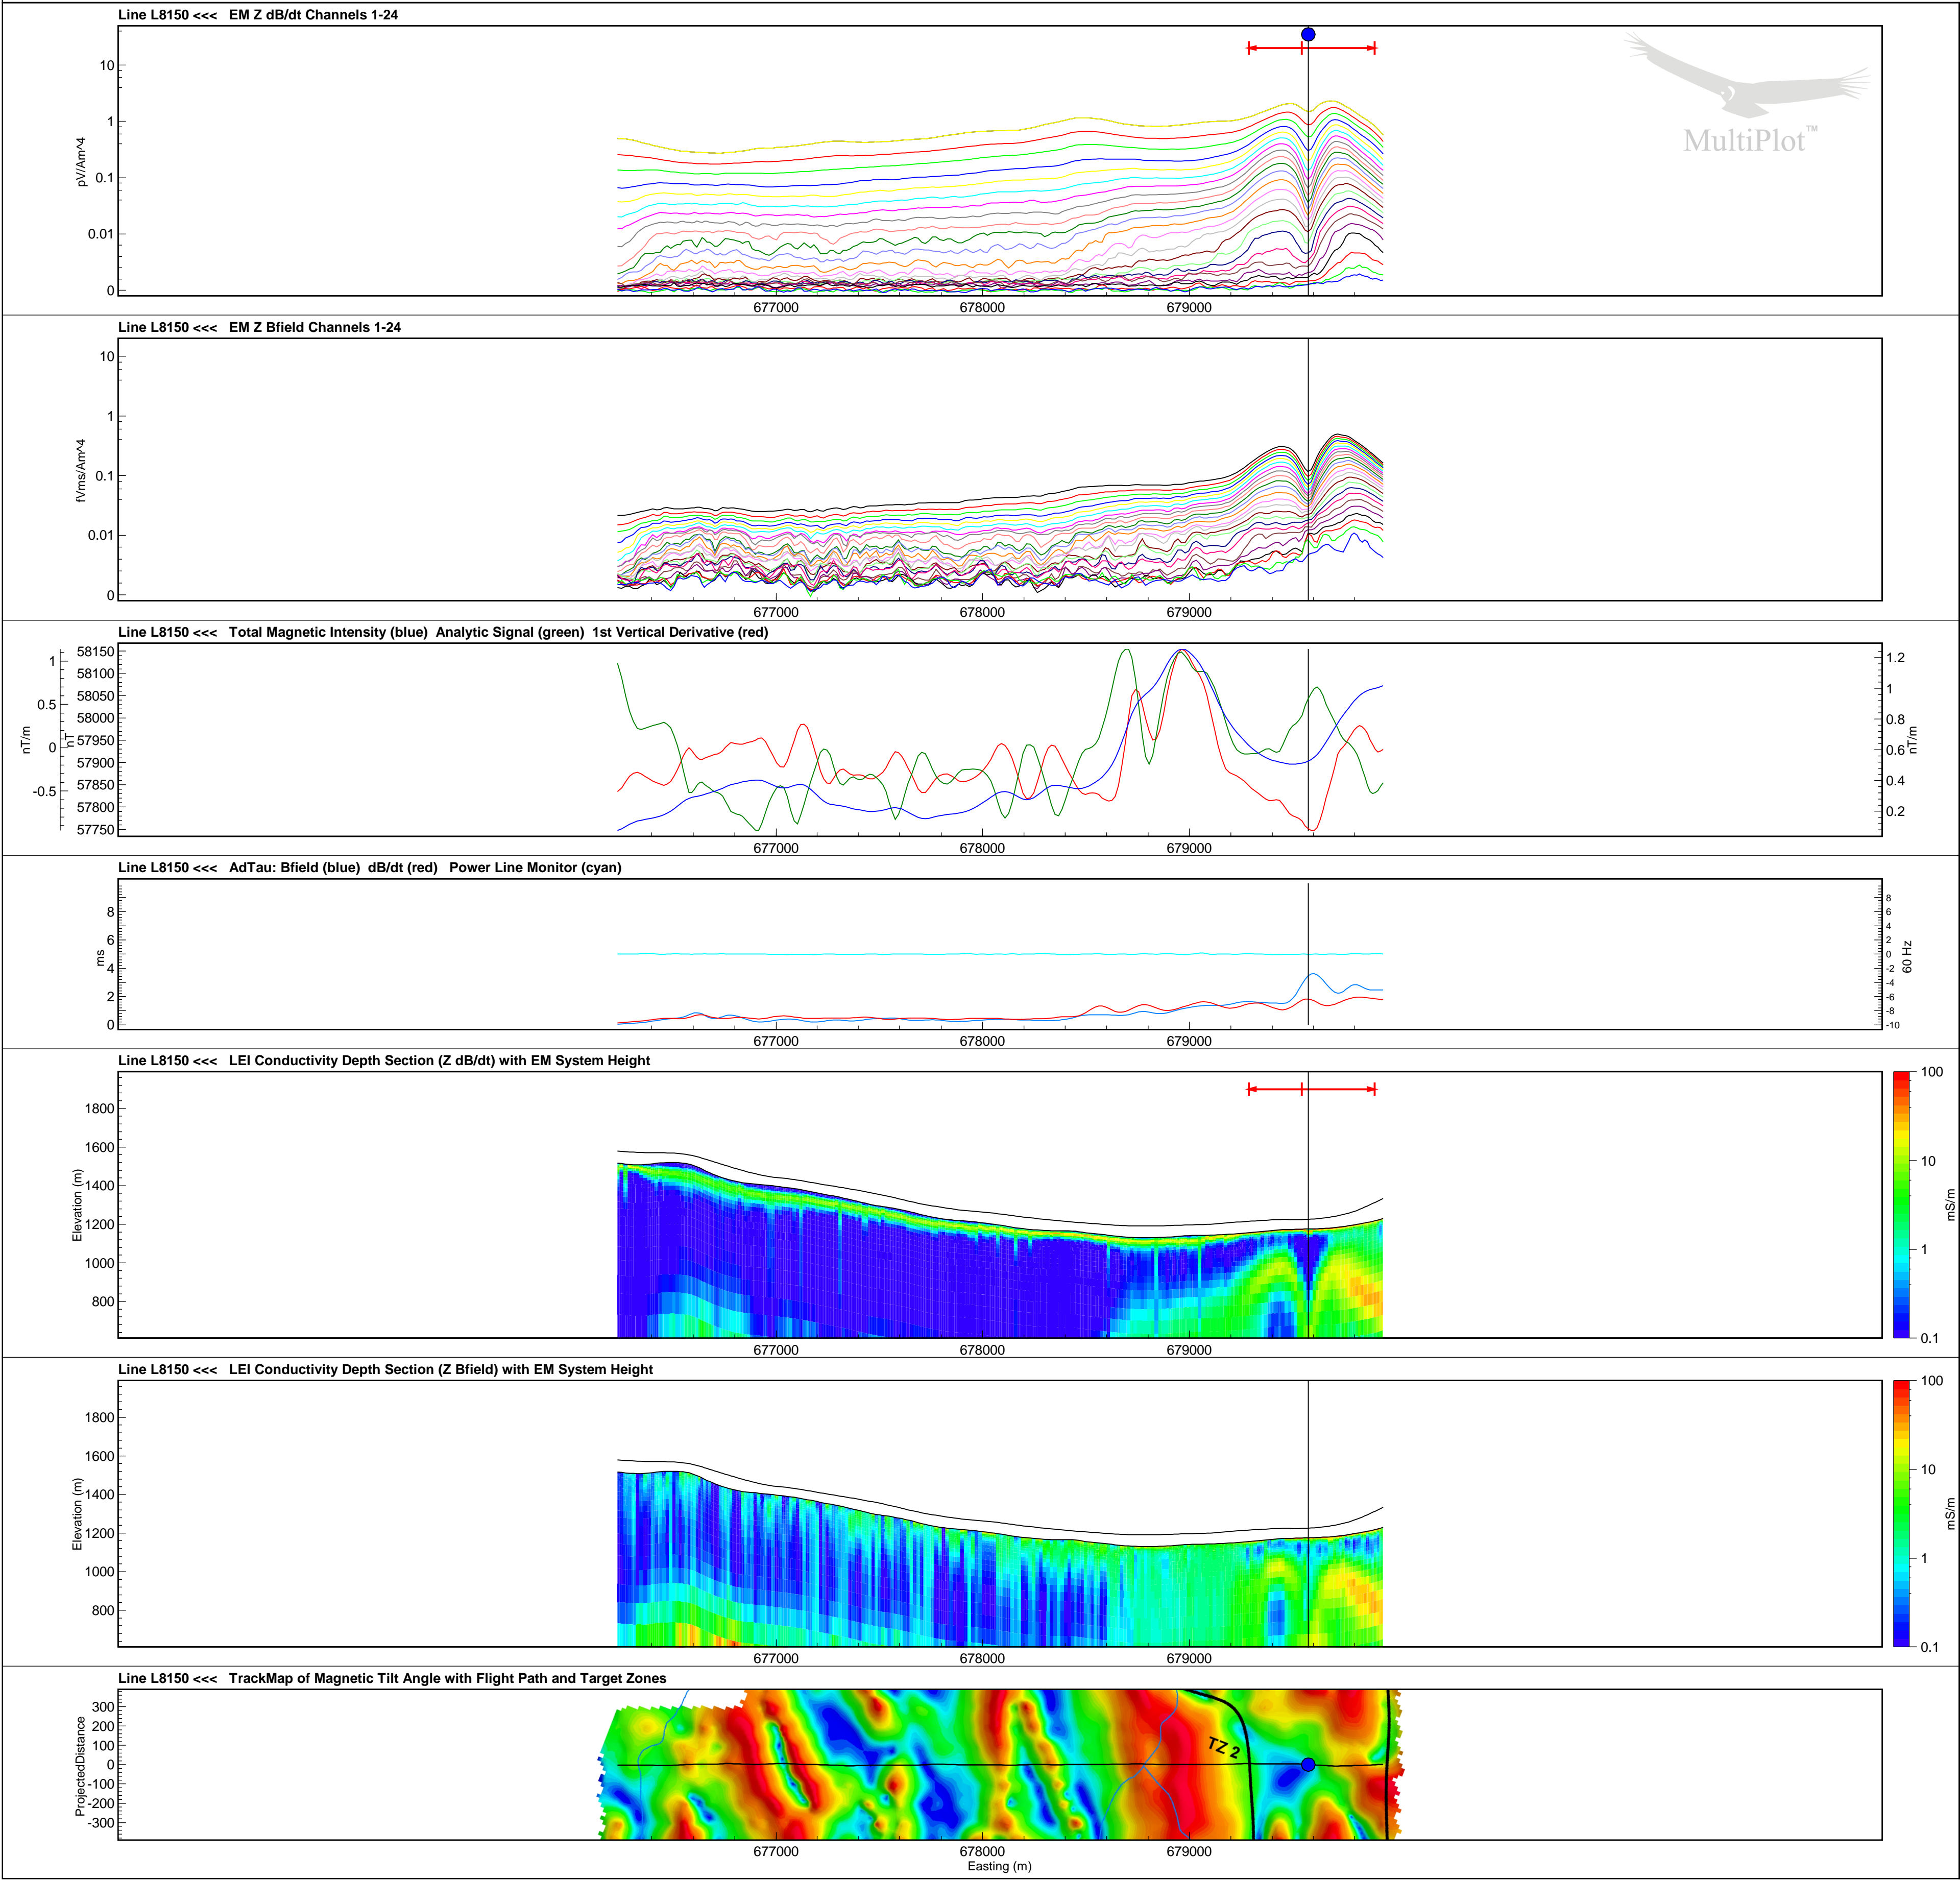 Line L8150 <<<   EM Z dB/dt Channels 1-24
10
1
0.1
0.01
0
pV/Am^4
MultiPlot™
677000 678000 679000
Line L8150 <<<   EM Z Bfield Channels 1-24
10
1
0.1
0.01
0
fVms/Am^4
677000 678000 679000
Line L8150 <<<   Total Magnetic Intensity (blue)  Analytic Signal (green)  1st Vertical Derivative (red)
1
0.5
0
-0.5
nT/m
58150
58100
58050
58000
57950
57900
57850
57800
57750
nT
1.2
1
0.8
0.6
0.4
0.2
nT/m
677000 678000 679000
Line L8150 <<<   AdTau: Bfield (blue)  dB/dt (red)   Power Line Monitor (cyan)
8
6
4
2
0
ms
8
6
4
2
0
-2
-4
-6
-8
-10
60 Hz
677000 678000 679000
Line L8150 <<<   LEI Conductivity Depth Section (Z dB/dt) with EM System Height
1800
1600
1400
1200
1000
800
Elevation (m)
100
10
1
0.1
mS/m
677000 678000 679000
Line L8150 <<<   LEI Conductivity Depth Section (Z Bfield) with EM System Height
1800
1600
1400
1200
1000
800
Elevation (m)
100
10
1
0.1
mS/m
677000 678000 679000
Line L8150 <<<   TrackMap of Magnetic Tilt Angle with Flight Path and Target Zones
300
200
100
0
-100
-200
-300
ProjectedDistance
TZ 2
677000 678000 679000
Easting (m)